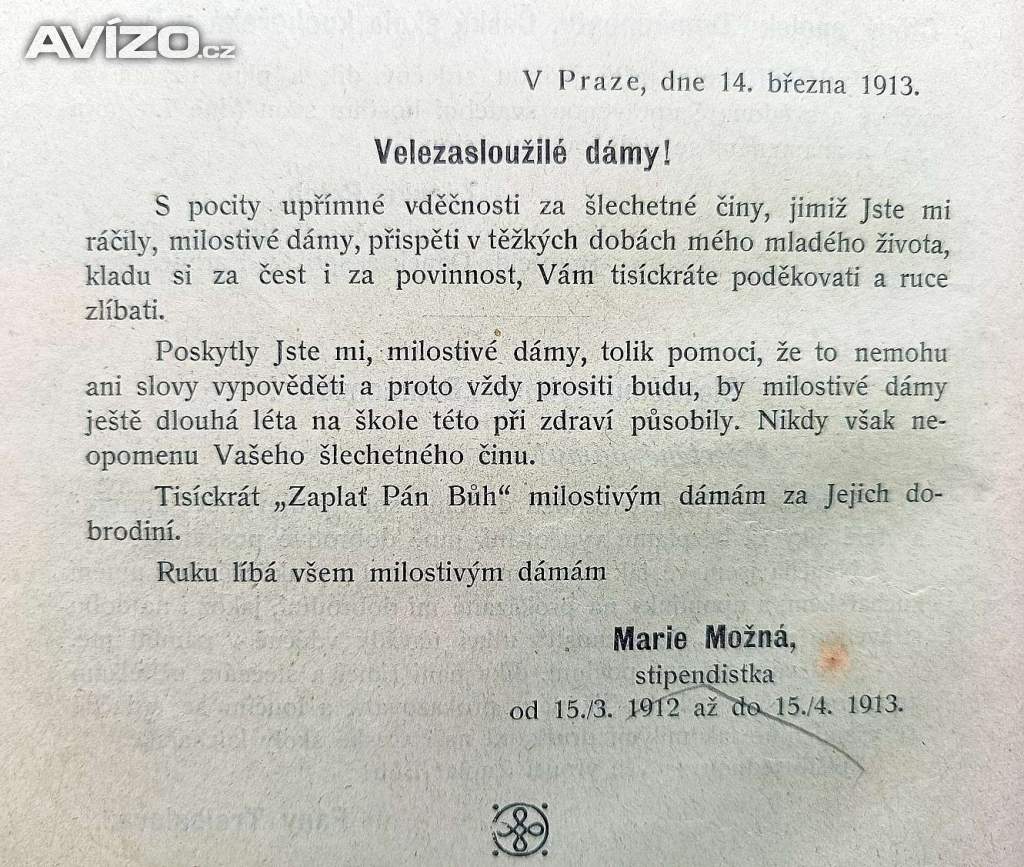 AVÍZO.cz
V Praze, dne 14. března 1913.
Velezasloužilé dámy!
S pocity upřímné vděčnosti za šlechetné činy, jimiž Jste mi
ráčily, milostivé dámy, přispěti v těžkých dobách mého mladého života,
kladu si za čest i za povinnost, Vám tisíckráte poděkovati a ruce
zlíbati.
Poskytly Jste mi, milostivé dámy, tolik pomoci, že to nemohu
ani slovy vypověděti a proto vždy prositi budu, by milostivé dámy
ještě dlouhá léta na škole této při zdraví působily. Nikdy však ne-
opomenu Vašeho šlechetného činu.
Tisíckrát „Zaplať Pán Bůh“ milostivým dámám za Jejich do-
brodiní.
Ruku líbá všem milostivým dámám
Marie Možná,
stipendistka
od 15./3. 1912 až do 15./4. 1913.